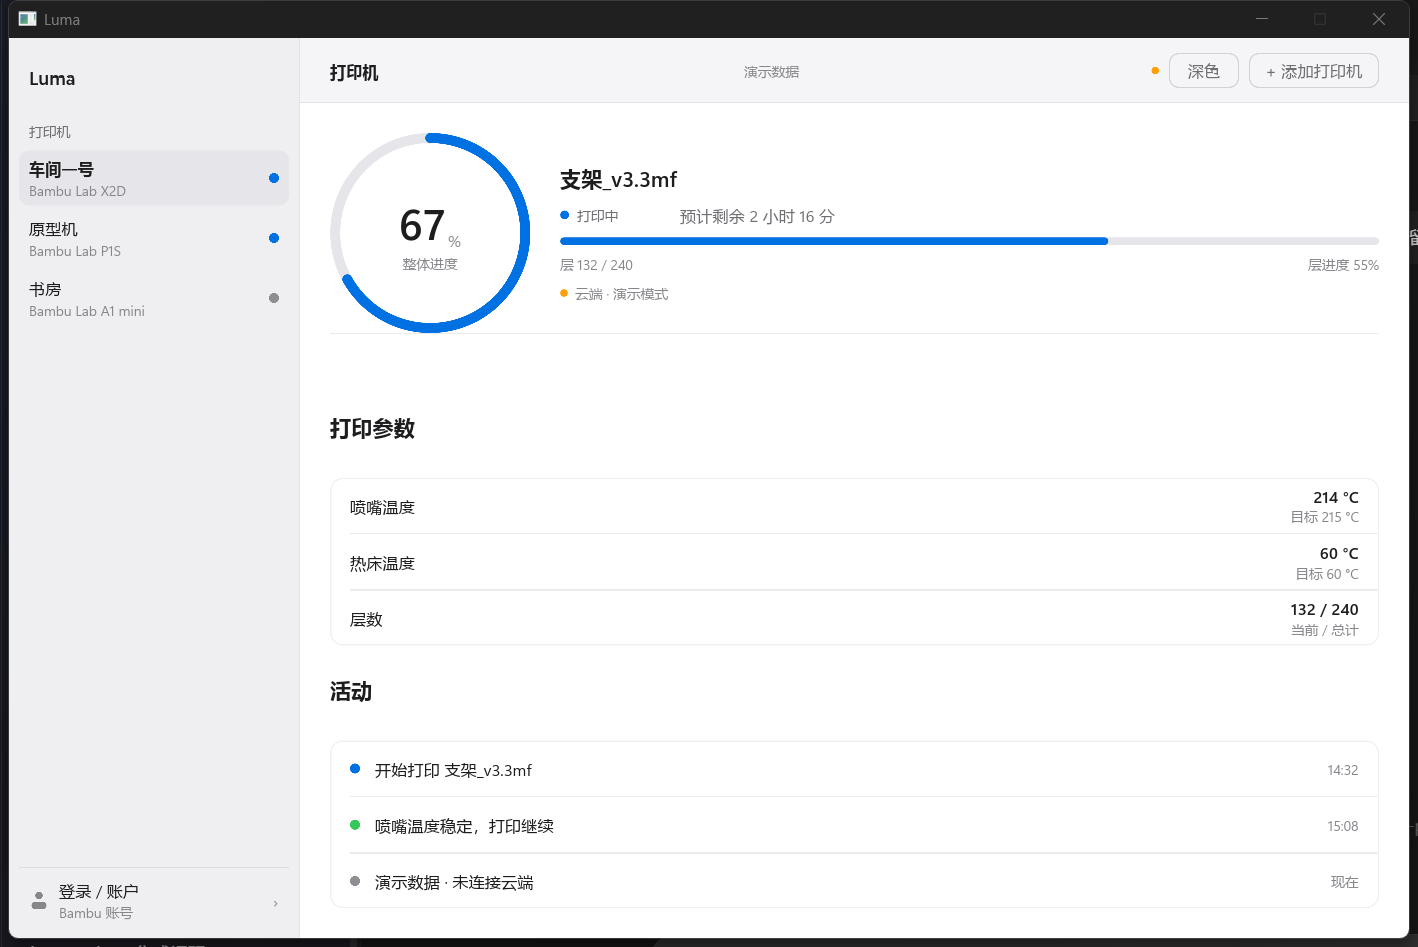 Luma
Luma
打印机
演示数据
深色
+ 添加打印机
打印机
车间一号
Bambu Lab X2D
原型机
Bambu Lab P1S
书房
Bambu Lab A1 mini
67 %
整体进度
支架_v3.3mf
打印中
预计剩余 2 小时 16 分
层 132 / 240
层进度 55%
云端 · 演示模式
打印参数
喷嘴温度
214 °C
目标 215 °C
热床温度
60 °C
目标 60 °C
层数
132 / 240
当前 / 总计
活动
开始打印 支架_v3.3mf
14:32
喷嘴温度稳定，打印继续
15:08
演示数据 · 未连接云端
现在
登录 / 账户
Bambu 账号